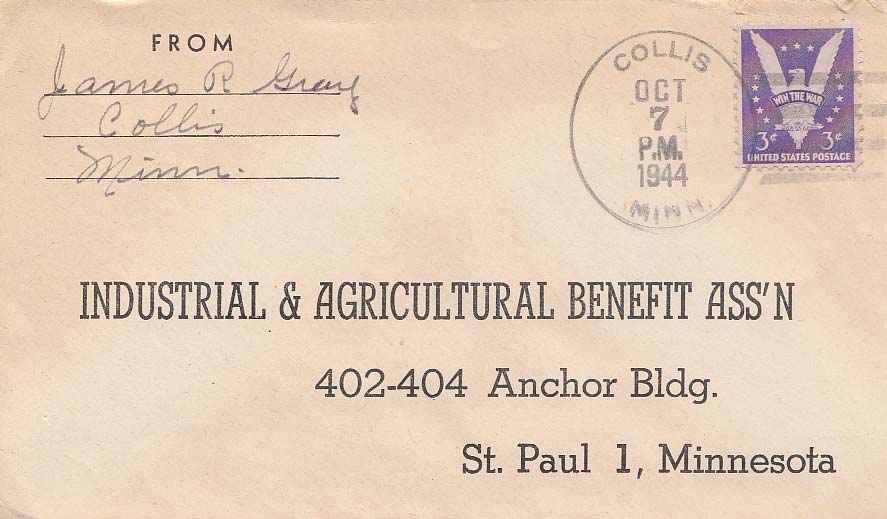 FROM
James R Gray
Collis
Minn.
COLLIS
OCT
7
P.M.
1944
MINN.
WIN THE WAR
3¢ 3¢
UNITED STATES POSTAGE
INDUSTRIAL & AGRICULTURAL BENEFIT ASS'N
402-404 Anchor Bldg.
St. Paul 1, Minnesota